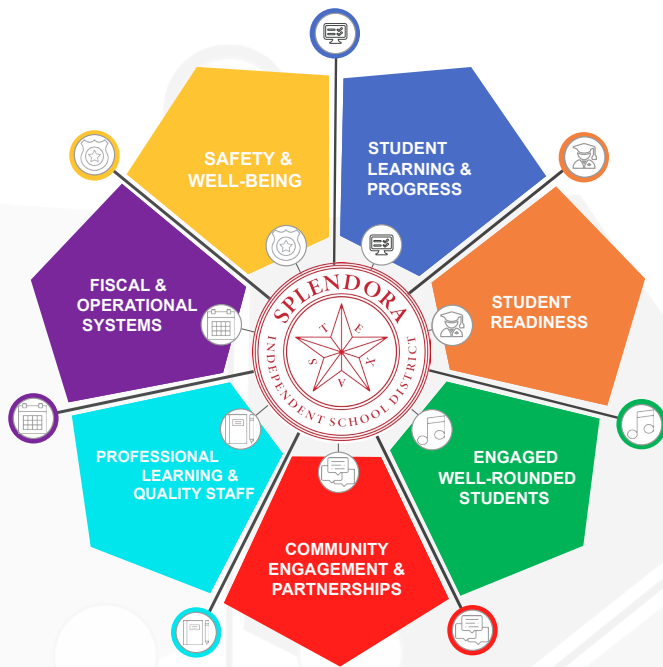 SAFETY &
WELL-BEING
STUDENT
LEARNING &
PROGRESS
STUDENT
READINESS
ENGAGED
WELL-ROUNDED
STUDENTS
COMMUNITY
ENGAGEMENT &
PARTNERSHIPS
PROFESSIONAL
LEARNING &
QUALITY STAFF
FISCAL &
OPERATIONAL
SYSTEMS
SPLENDORA
INDEPENDENT SCHOOL DISTRICT
TEXAS